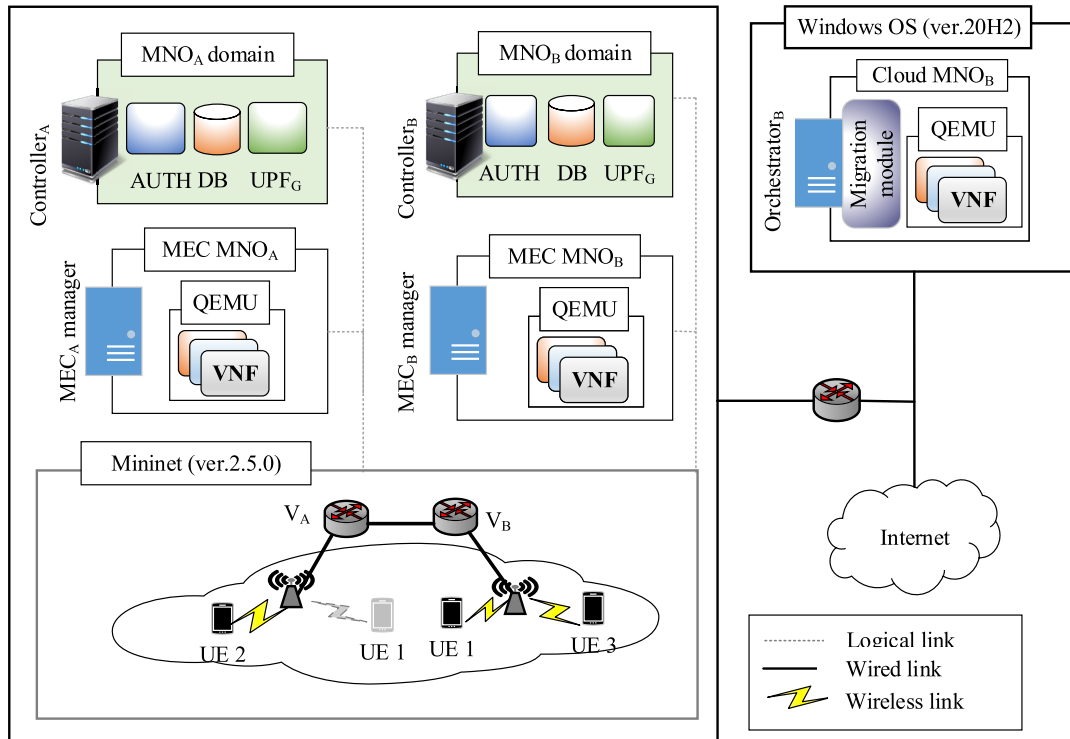 MNOA domain
ControllerA
AUTH DB UPFG
MNOB domain
ControllerB
AUTH DB UPFG
Windows OS (ver.20H2)
Cloud MNOB
OrchestratorB
Migration
module
QEMU
VNF
MEC MNOA
MECA manager
QEMU
VNF
MEC MNOB
MECB manager
QEMU
VNF
Mininet (ver.2.5.0)
VA
VB
UE 2
UE 1
UE 1
UE 3
Internet
Logical link
Wired link
Wireless link